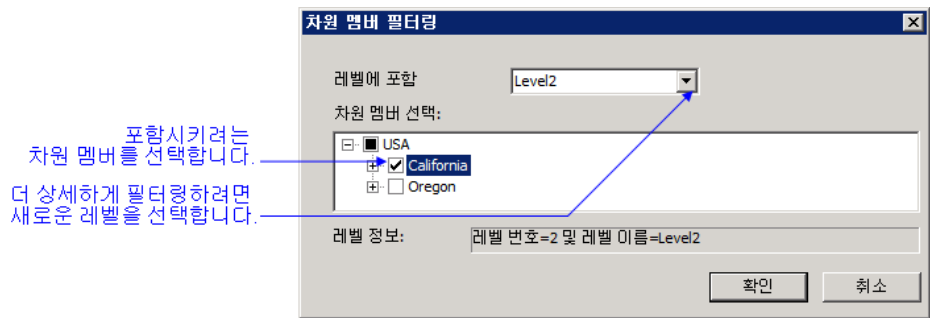 차원 멤버 필터링
레벨에 포함
Level2
차원 멤버 선택:
USA
California
Oregon
포함시키려는
차원 멤버를 선택합니다.
더 상세하게 필터링하려면
새로운 레벨을 선택합니다.
레벨 정보:
레벨 번호=2 및 레벨 이름=Level2
확인
취소